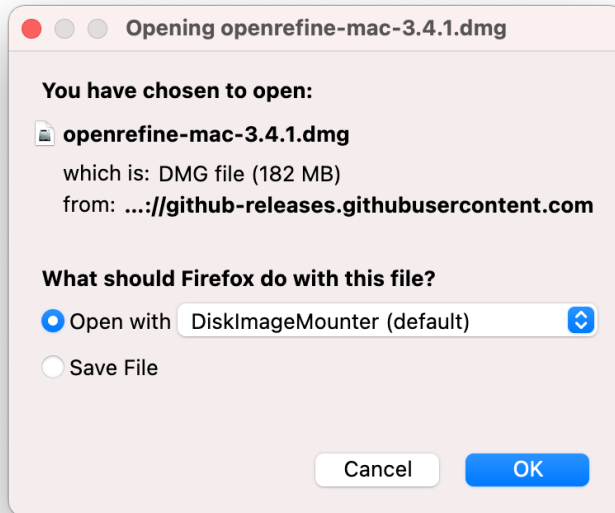 Opening openrefine-mac-3.4.1.dmg
You have chosen to open:
openrefine-mac-3.4.1.dmg
which is: DMG file (182 MB)
from: ...://github-releases.githubusercontent.com
What should Firefox do with this file?
Open with DiskImageMounter (default)
Save File
Cancel OK